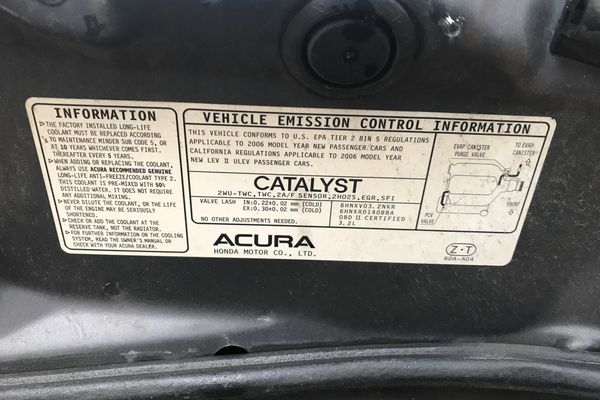 INFORMATION
▷THE FACTORY INSTALLED LONG-LIFE
COOLANT MUST BE REPLACED ACCORDING
TO MAINTENANCE MINDER SUB CODE 5, OR
AT 10 YEARS WHICHEVER COMES FIRST.
THEREAFTER EVERY 5 YEARS.
▷WHEN ADDING OR REPLACING THE COOLANT,
ALWAYS USE ACURA RECOMMENDED GENUINE
LONG-LIFE ANTI-FREEZE/COOLANT TYPE 2.
THIS COOLANT IS PRE-MIXED WITH 50%
DISTILLED WATER. IT DOES NOT REQUIRE
ANY ADDITIONAL MIXING.
▷NEVER DILUTE THE COOLANT, OR THE LIFE
OF THE ENGINE MAY BE SERIOUSLY
SHORTENED.
▷CHECK OR ADD THE COOLANT AT THE
RESERVE TANK, NOT THE RADIATOR.
▷FOR FURTHER INFORMATION ON THE COOLING
SYSTEM, READ THE OWNER'S MANUAL OR
CHECK WITH YOUR ACURA DEALER.
VEHICLE EMISSION CONTROL INFORMATION
THIS VEHICLE CONFORMS TO U.S. EPA TIER 2 BIN 5 REGULATIONS
APPLICABLE TO 2006 MODEL YEAR NEW PASSENGER CARS AND
CALIFORNIA REGULATIONS APPLICABLE TO 2006 MODEL YEAR
NEW LEV II ULEV PASSENGER CARS.
CATALYST
2WU-TWC, TWC, 2A/F SENSOR, 2HO2S, EGR, SFI
VALVE LASH IN:0.22±0.02 mm (COLD)
EX:0.30±0.02 mm (COLD)
NO OTHER ADJUSTMENTS NEEDED.
6HNXV03.2NKR
6HNXR0140BBA
OBD II CERTIFIED
3.2L
EVAP CANISTER
PURGE VALVE
TO EVAP
CANISTER
PCV
VALVE
FRONT
ACURA
HONDA MOTOR CO., LTD.
Z·T
RDA-A04